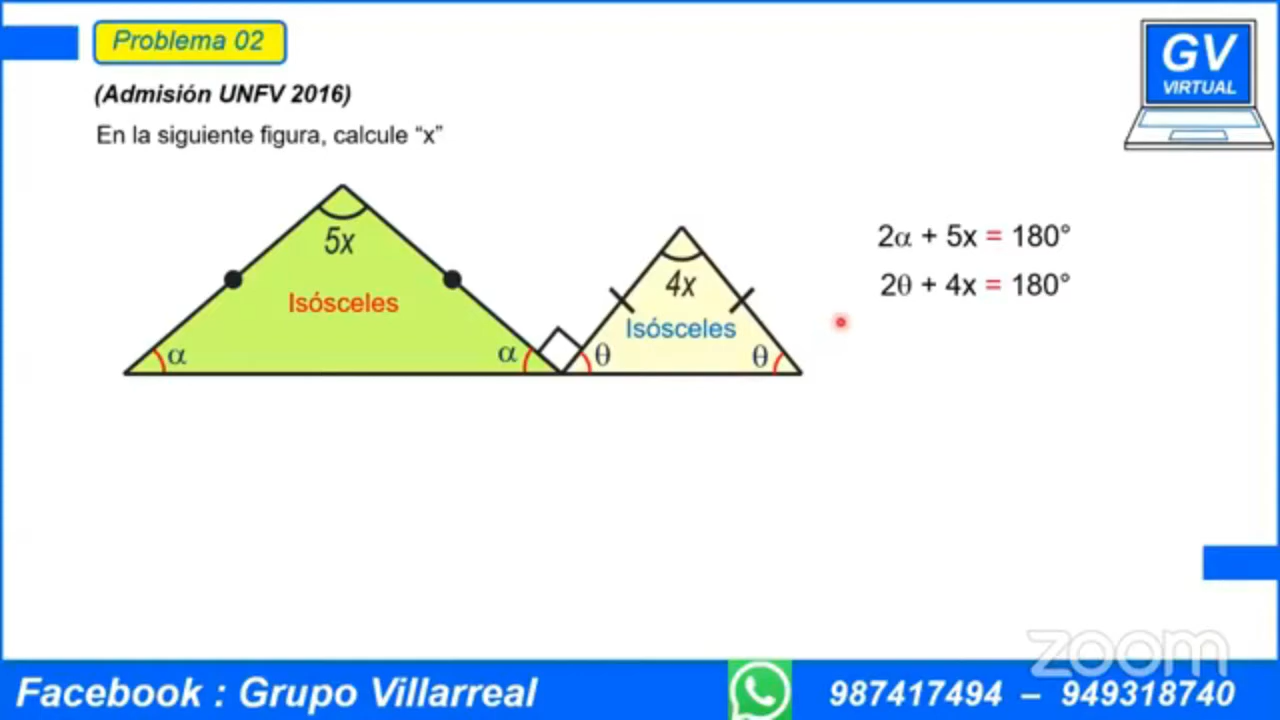 Problema 02
GV
VIRTUAL
(Admisión UNFV 2016)
En la siguiente figura, calcule “x”
5x
Isósceles
α
α
4x
Isósceles
θ
θ
2α + 5x = 180°
2θ + 4x = 180°
zoom
Facebook : Grupo Villarreal
987417494 – 949318740